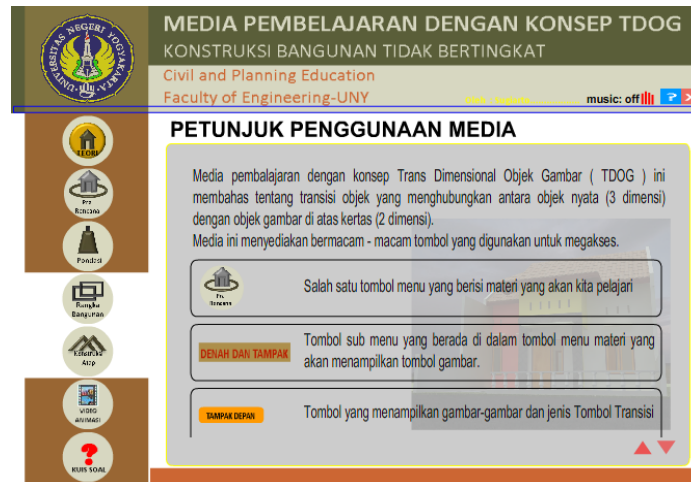 UNIVERSITAS NEGERI YOGYAKARTA
UNY
MEDIA PEMBELAJARAN DENGAN KONSEP TDOG
KONSTRUKSI BANGUNAN TIDAK BERTINGKAT
Civil and Planning Education
Faculty of Engineering-UNY
music: off
?
X
TEORI
Pra
Rencana
Pondasi
Rangka
Bangunan
Konstruksi
Atap
VIDEO
ANIMASI
?
KUIS SOAL
PETUNJUK PENGGUNAAN MEDIA
Media pembalajaran dengan konsep Trans Dimensional Objek Gambar ( TDOG ) ini
membahas tentang transisi objek yang menghubungkan antara objek nyata (3 dimensi)
dengan objek gambar di atas kertas (2 dimensi).
Media ini menyediakan bermacam - macam tombol yang digunakan untuk megakses.
Pra
Rencana
Salah satu tombol menu yang berisi materi yang akan kita pelajari
DENAH DAN TAMPAK
Tombol sub menu yang berada di dalam tombol menu materi yang
akan menampilkan tombol gambar.
TAMPAK DEPAN
Tombol yang menampilkan gambar-gambar dan jenis Tombol Transisi